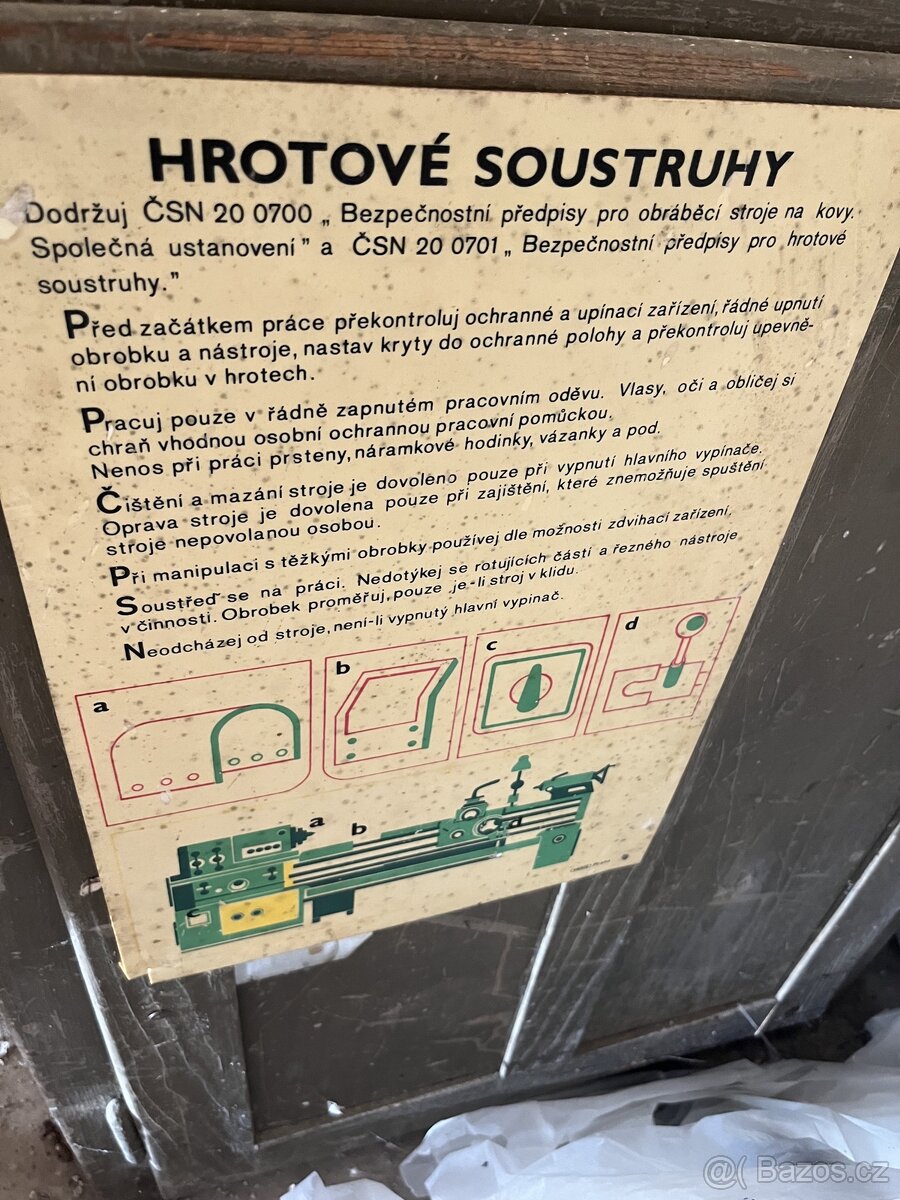 HROTOVÉ SOUSTRUHY
Dodržuj ČSN 20 0700 „ Bezpečnostní předpisy pro obráběcí stroje na kovy.
Společná ustanovení" a ČSN 20 0701 „ Bezpečnostní předpisy pro hrotové
soustruhy."
Před začátkem práce překontroluj ochranné a upínací zařízení, řádné upnutí
obrobku a nástroje, nastav kryty do ochranné polohy a překontroluj upevně-
ní obrobku v hrotech.
Pracuj pouze v řádně zapnutém pracovním oděvu. Vlasy, oči a obličej si
chraň vhodnou osobní ochrannou pracovní pomůckou.
Nenos při práci prsteny, náramkové hodinky, vázanky a pod.
Čištění a mazání stroje je dovoleno pouze při vypnutí hlavního vypínače.
Oprava stroje je dovolena pouze při zajištění, které znemožňuje spuštění
stroje nepovolanou osobou.
Při manipulaci s těžkými obrobky používej dle možnosti zdvihací zařízení.
Soustřeď se na práci. Nedotýkej se rotujících částí a řezného nástroje
v činnosti. Obrobek proměřuj, pouze je-li stroj v klidu.
Neodcházej od stroje, není-li vypnutý hlavní vypínač.
a
b
c
d
a
b
d
c
@( Bazos.cz